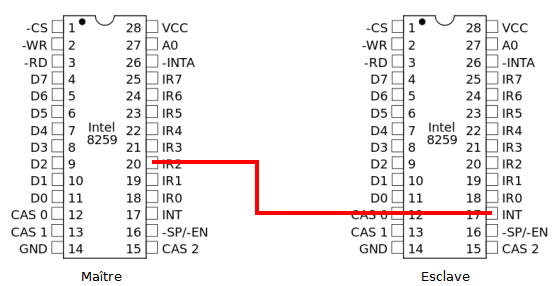 -CS 1 28 VCC -CS 1 28 VCC
-WR 2 27 A0 -WR 2 27 A0
-RD 3 26 -INTA -RD 3 26 -INTA
D7 4 25 IR7 D7 4 25 IR7
D6 5 24 IR6 D6 5 24 IR6
D5 6 23 IR5 D5 6 23 IR5
D4 7 Intel 22 IR4 D4 7 Intel 22 IR4
D3 8 8259 21 IR3 D3 8 8259 21 IR3
D2 9 20 IR2 D2 9 20 IR2
D1 10 19 IR1 D1 10 19 IR1
D0 11 18 IR0 D0 11 18 IR0
CAS 0 12 17 INT CAS 0 12 17 INT
CAS 1 13 16 -SP/-EN CAS 1 13 16 -SP/-EN
GND 14 15 CAS 2 GND 14 15 CAS 2
Maître Esclave